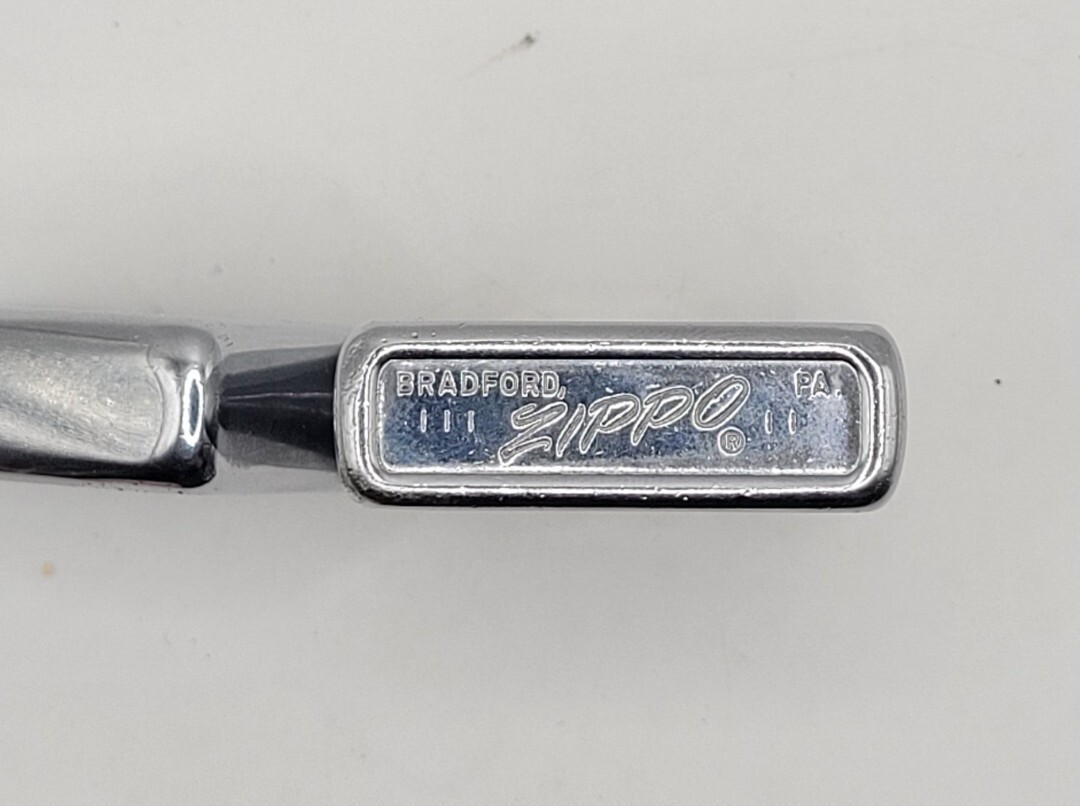 BRADFORD, PA.
||| ZIPPO ® ||